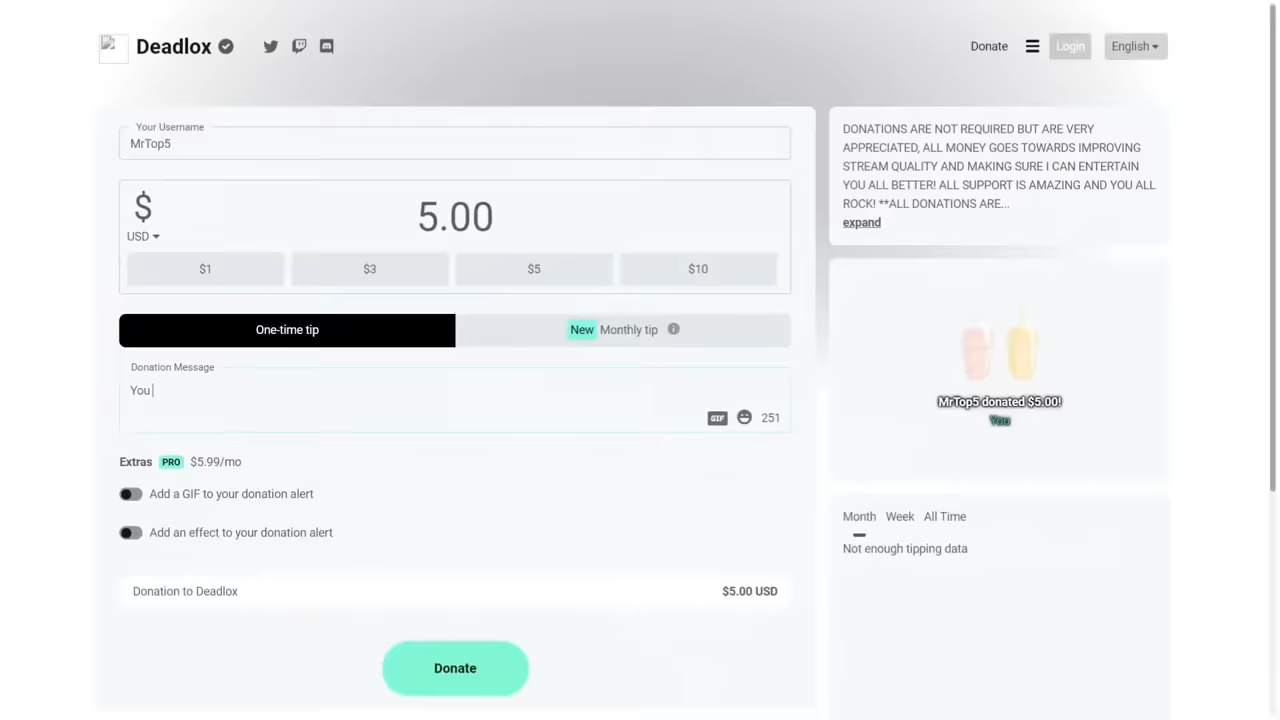 Deadlox
Donate
Login
English
Your Username
MrTop5
$
USD
5.00
$1
$3
$5
$10
One-time tip
New Monthly tip
Donation Message
You
GIF
251
Extras PRO $5.99/mo
Add a GIF to your donation alert
Add an effect to your donation alert
Donation to Deadlox
$5.00 USD
Donate
DONATIONS ARE NOT REQUIRED BUT ARE VERY
APPRECIATED, ALL MONEY GOES TOWARDS IMPROVING
STREAM QUALITY AND MAKING SURE I CAN ENTERTAIN
YOU ALL BETTER! ALL SUPPORT IS AMAZING AND YOU ALL
ROCK! **ALL DONATIONS ARE...
expand
MrTop5 donated $5.00!
You
Month Week All Time
Not enough tipping data